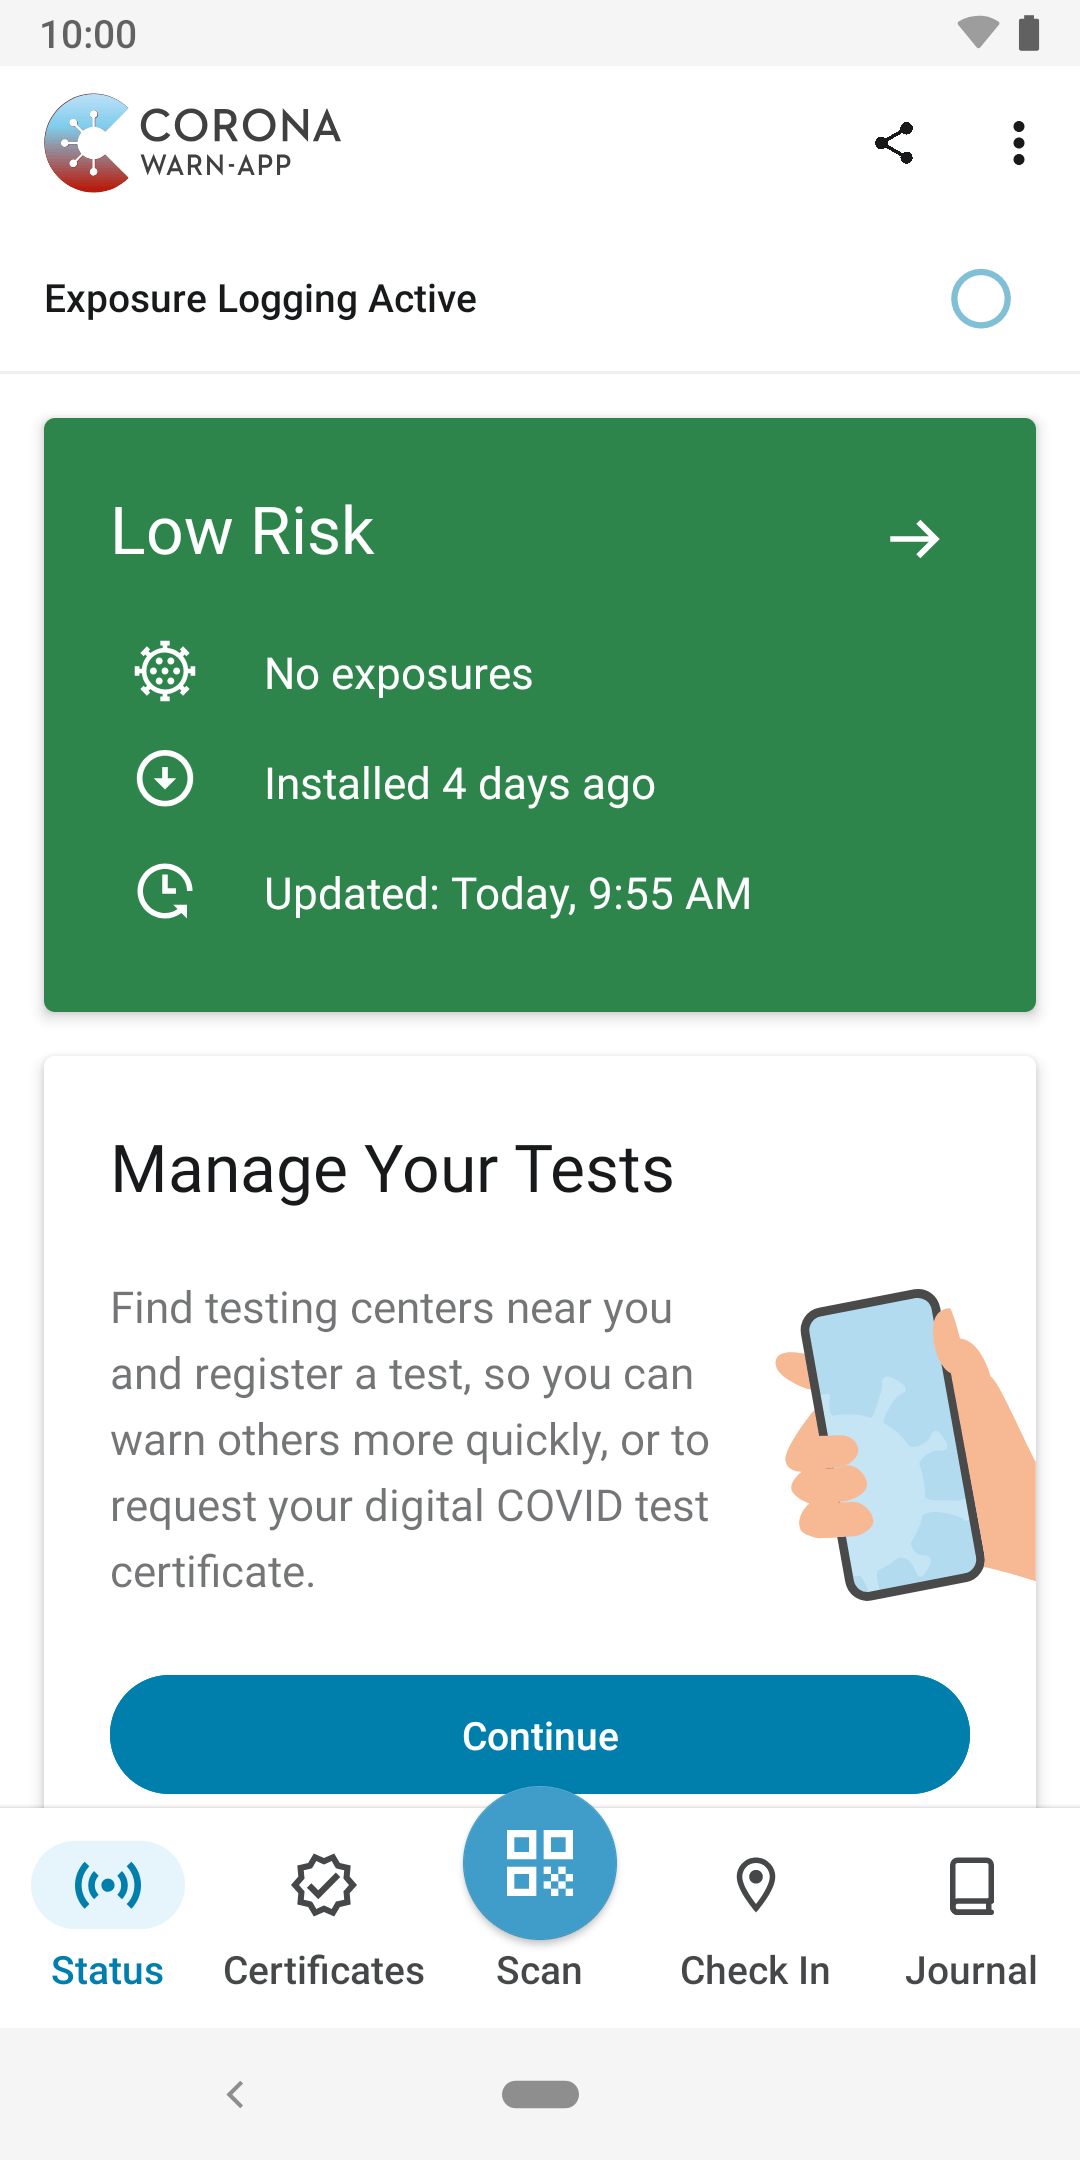 10:00
CORONA
WARN-APP
Exposure Logging Active
Low Risk
No exposures
Installed 4 days ago
Updated: Today, 9:55 AM
Manage Your Tests
Find testing centers near you
and register a test, so you can
warn others more quickly, or to
request your digital COVID test
certificate.
Continue
Status
Certificates
Scan
Check In
Journal